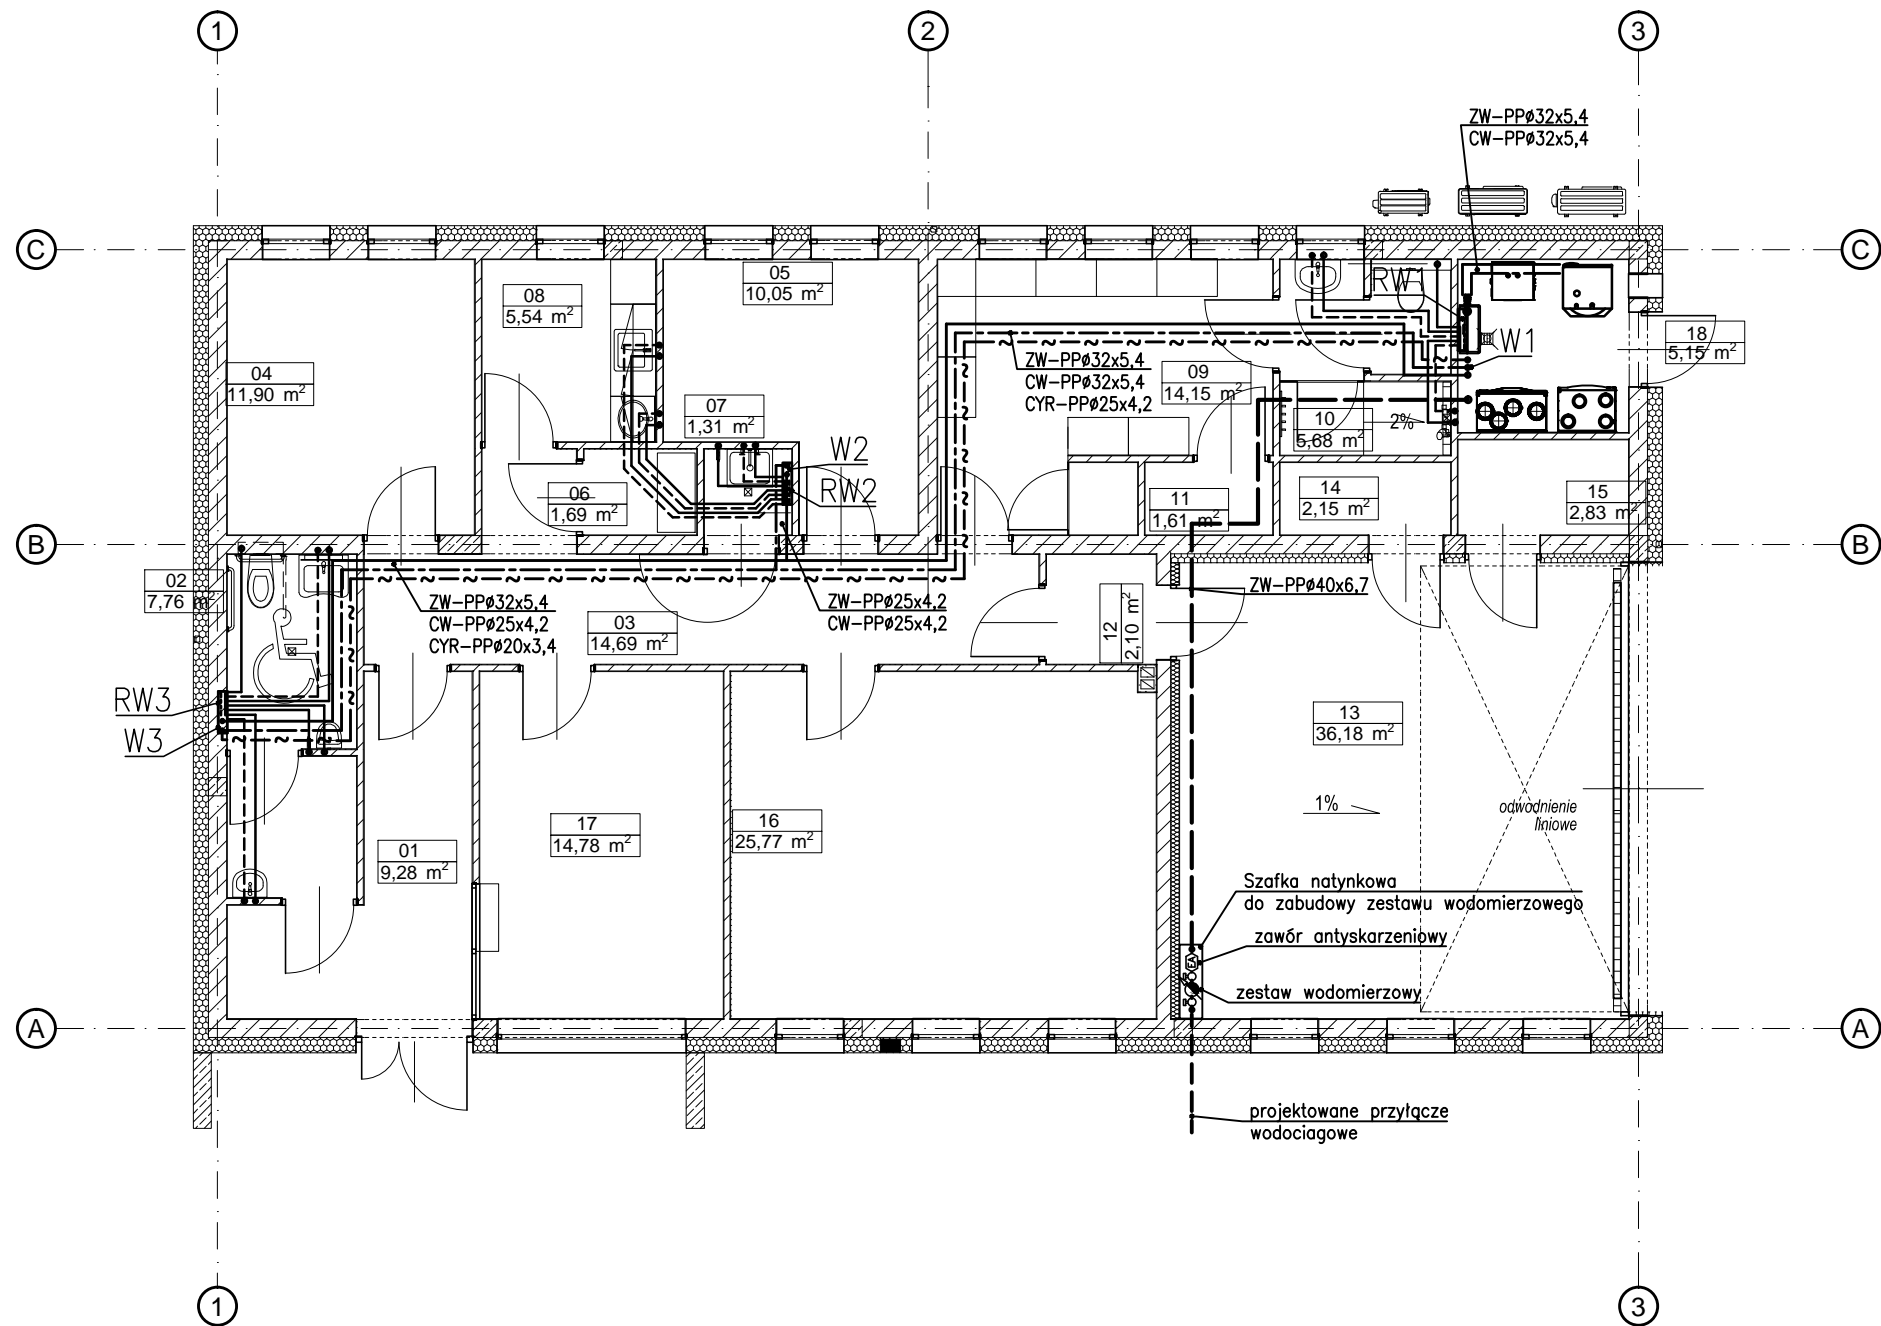 1
2
3
ZW-PPø32x5,4
CW-PPø32x5,4
C
C
05
10,05 m²
08
5,54 m²
RW1
18
5,15 m²
W1
04
11,90 m²
ZW-PPø32x5,4
CW-PPø32x5,4
CYR-PPø25x4,2
09
14,15 m²
07
1,31 m²
10
5,68 m²
2%
W2
RW2
06
1,69 m²
11
1,61 m²
14
2,15 m²
15
2,83 m²
B
B
02
7,76 m²
ZW-PPø32x5,4
CW-PPø25x4,2
CYR-PPø20x3,4
03
14,69 m²
ZW-PPø25x4,2
CW-PPø25x4,2
12
2,10 m²
ZW-PPø40x6,7
RW3
W3
13
36,18 m²
1%
odwodnienie
liniowe
01
9,28 m²
17
14,78 m²
16
25,77 m²
Szafka natynkowa
do zabudowy zestawu wodomierzowego
zawór antyskarzeniowy
EA
zestaw wodomierzowy
A
A
projektowane przyłącze
wodociagowe
1
3